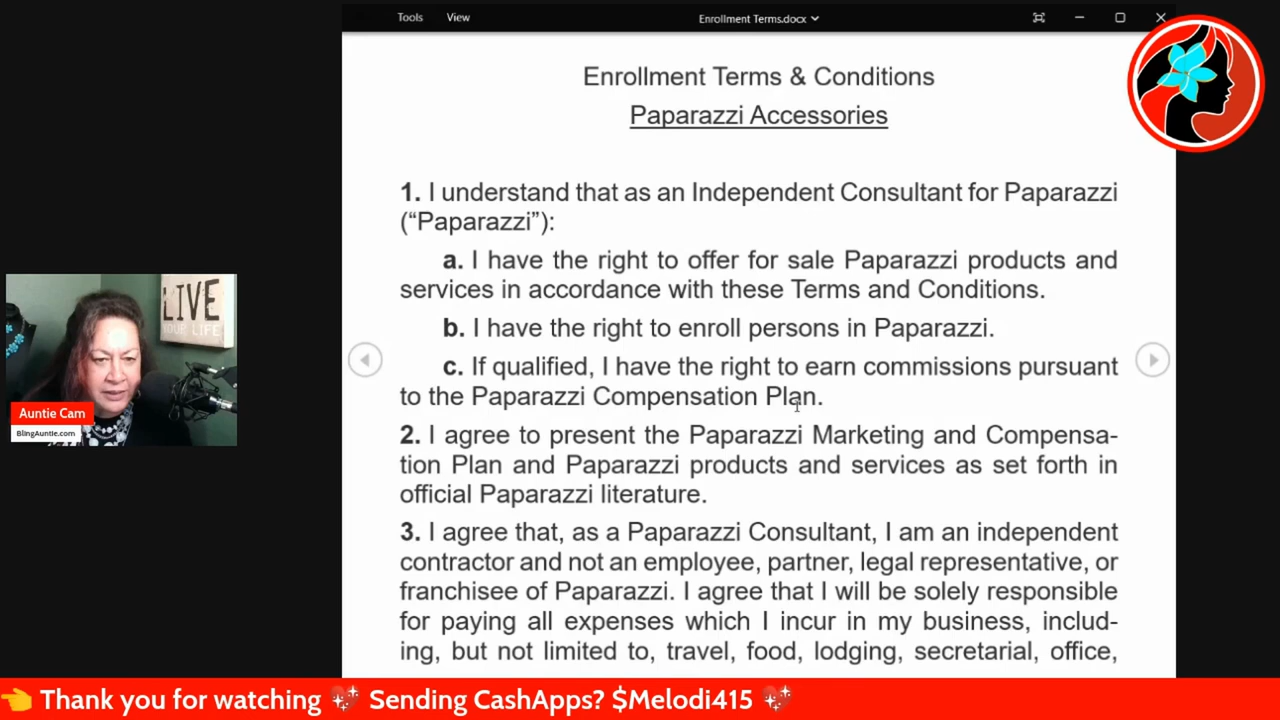 Tools View Enrollment Terms.docx
Enrollment Terms & Conditions
Paparazzi Accessories
1. I understand that as an Independent Consultant for Paparazzi
(“Paparazzi”):
a. I have the right to offer for sale Paparazzi products and
services in accordance with these Terms and Conditions.
b. I have the right to enroll persons in Paparazzi.
c. If qualified, I have the right to earn commissions pursuant
to the Paparazzi Compensation Plan.
2. I agree to present the Paparazzi Marketing and Compensa-
tion Plan and Paparazzi products and services as set forth in
official Paparazzi literature.
3. I agree that, as a Paparazzi Consultant, I am an independent
contractor and not an employee, partner, legal representative, or
franchisee of Paparazzi. I agree that I will be solely responsible
for paying all expenses which I incur in my business, includ-
ing, but not limited to, travel, food, lodging, secretarial, office,
LIVE
YOUR LIFE
Auntie Cam
BlingAuntie.com
👈 Thank you for watching 💖 Sending CashApps? $Melodi415 💖